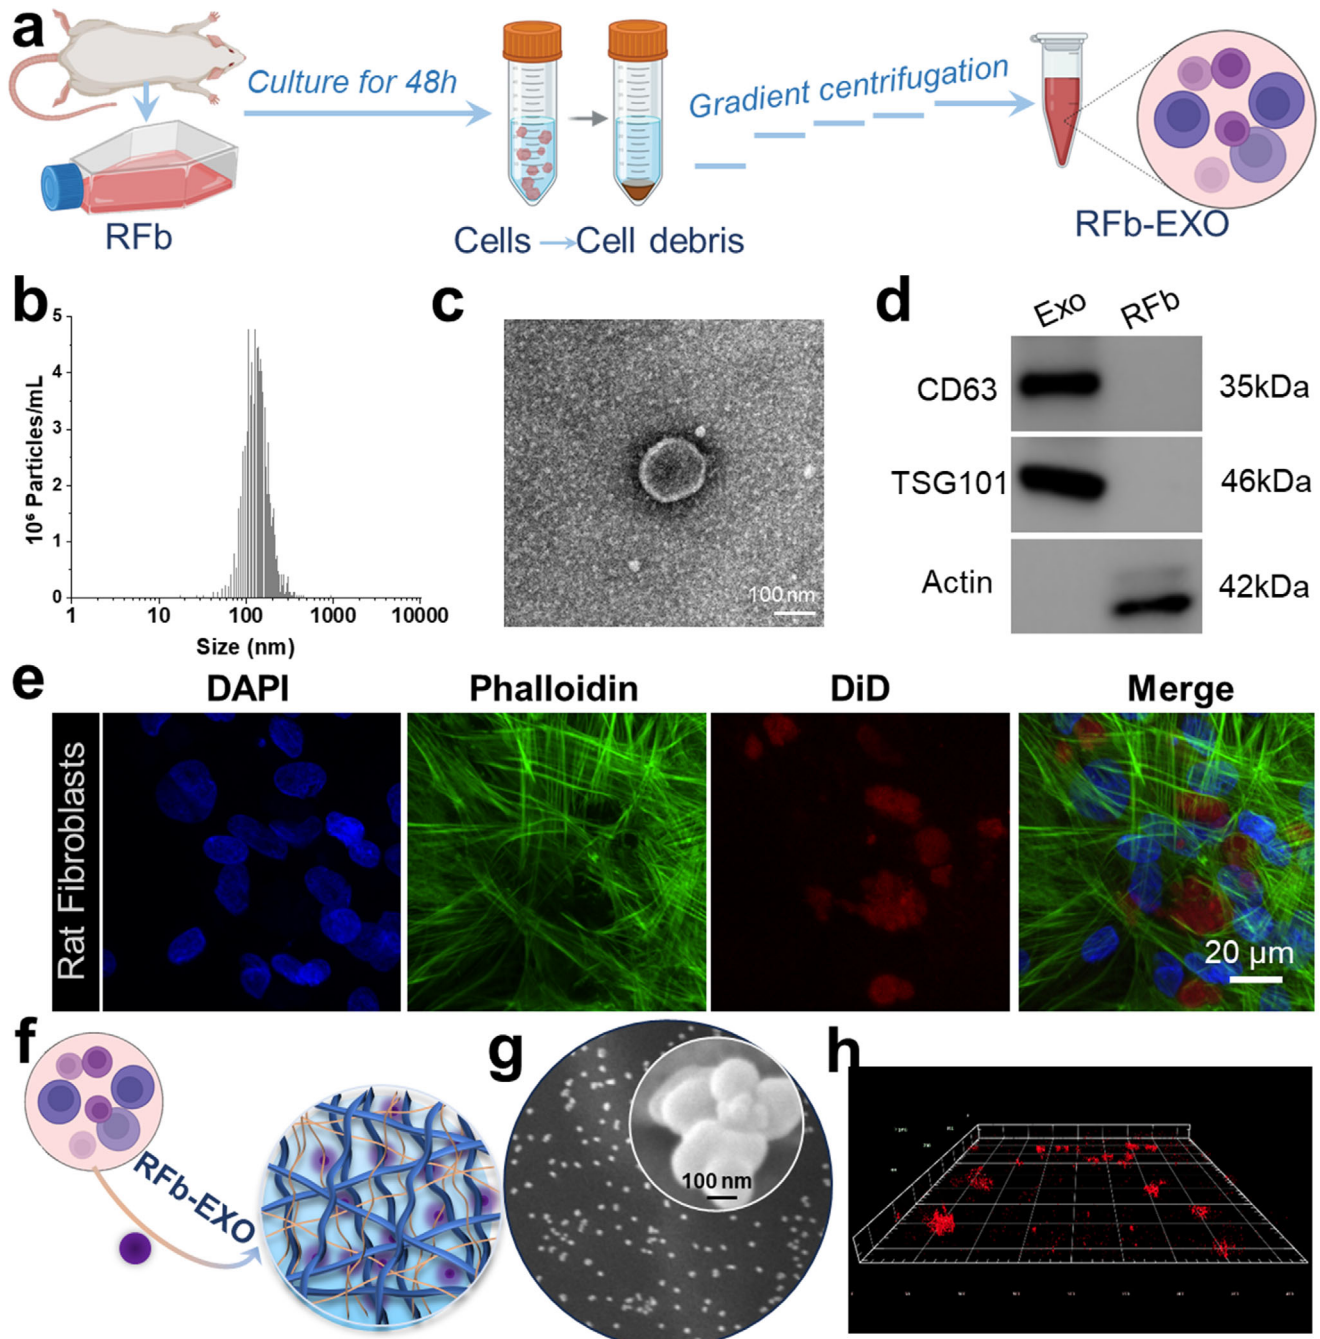 a
Culture for 48h
Gradient centrifugation
RFb
Cells
Cell debris
RFb-EXO
b
5
4
3
2
1
0
10⁶ Particles/mL
1
10
100
1000
10000
Size (nm)
c
100 nm
d
Exo
RFb
CD63
35kDa
TSG101
46kDa
Actin
42kDa
e
DAPI
Phalloidin
DiD
Merge
Rat Fibroblasts
20 µm
f
RFb-EXO
g
100 nm
h